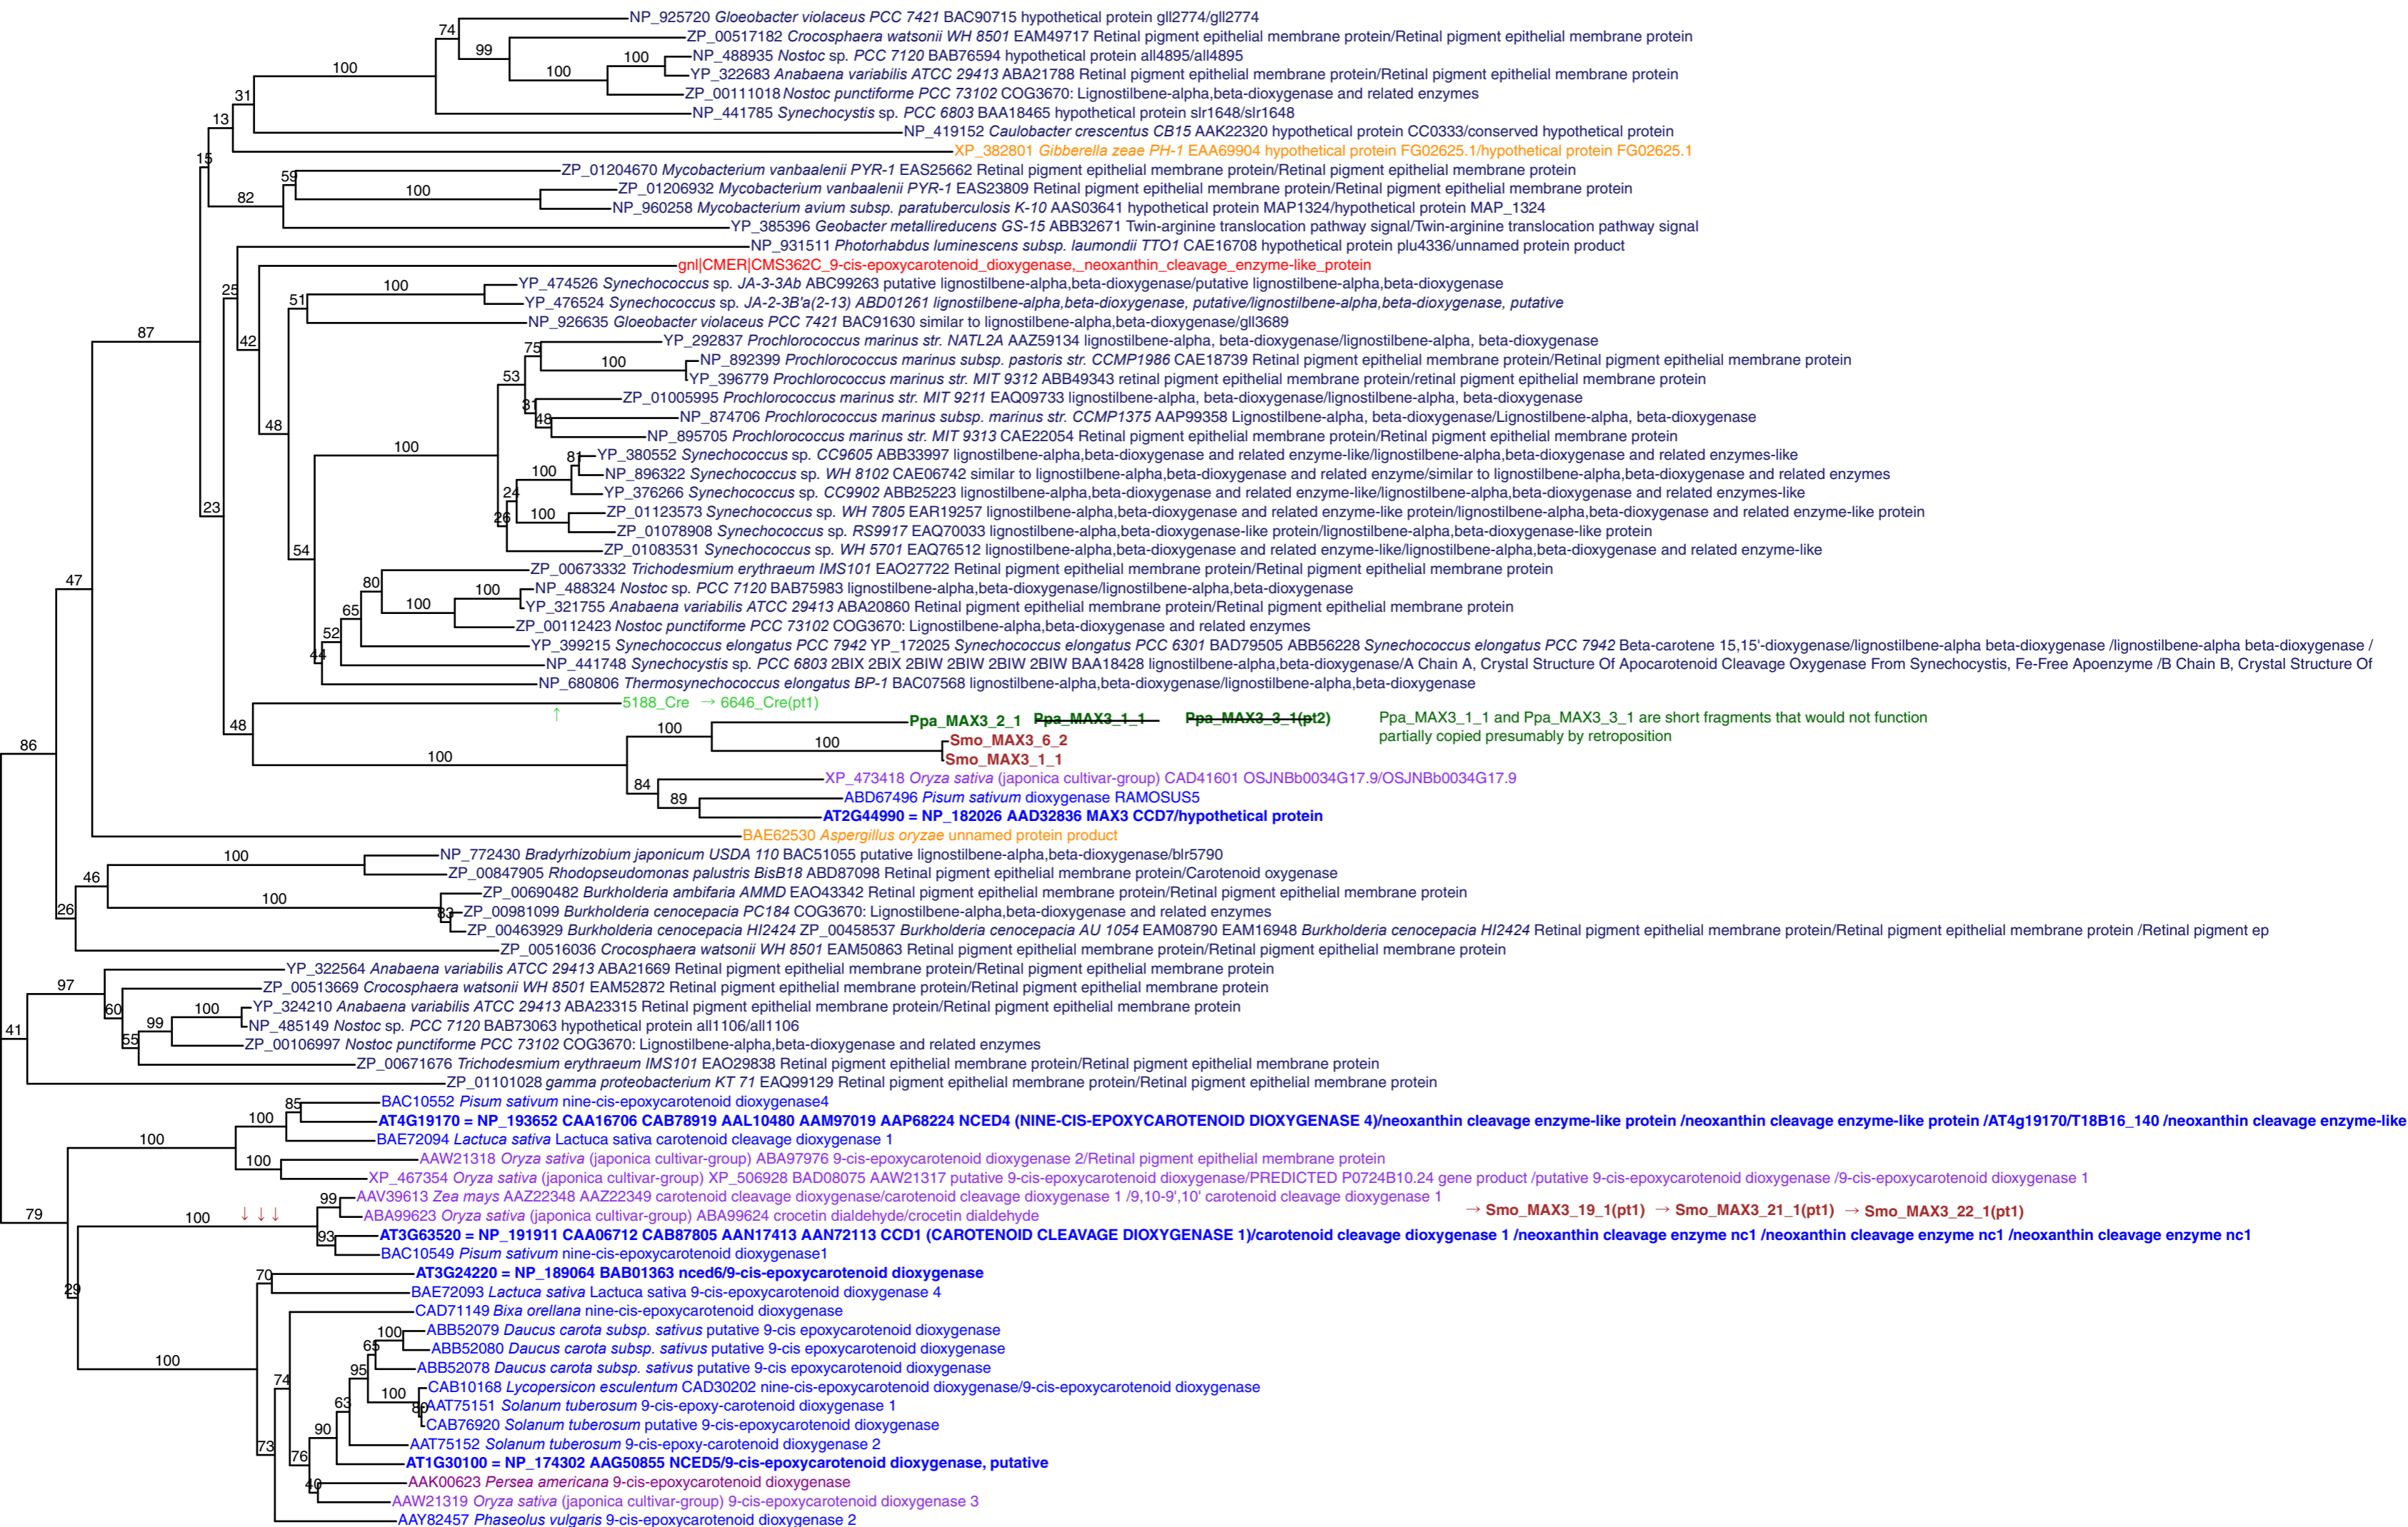 NP_925720 Gloeobacter violaceus PCC 7421 BAC90715 hypothetical protein gll2774/gll2774
74
ZP_00517182 Crocosphaera watsonii WH 8501 EAM49717 Retinal pigment epithelial membrane protein/Retinal pigment epithelial membrane protein
99
100
NP_488935 Nostoc sp. PCC 7120 BAB76594 hypothetical protein all4895/all4895
100
100
YP_322683 Anabaena variabilis ATCC 29413 ABA21788 Retinal pigment epithelial membrane protein/Retinal pigment epithelial membrane protein
31
ZP_00111018 Nostoc punctiforme PCC 73102 COG3670: Lignostilbene-alpha,beta-dioxygenase and related enzymes
NP_441785 Synechocystis sp. PCC 6803 BAA18465 hypothetical protein slr1648/slr1648
13
NP_419152 Caulobacter crescentus CB15 AAK22320 hypothetical protein CC0333/conserved hypothetical protein
15
XP_382801 Gibberella zeae PH-1 EAA69904 hypothetical protein FG02625.1/hypothetical protein FG02625.1
ZP_01204670 Mycobacterium vanbaalenii PYR-1 EAS25662 Retinal pigment epithelial membrane protein/Retinal pigment epithelial membrane protein
59
100
ZP_01206932 Mycobacterium vanbaalenii PYR-1 EAS23809 Retinal pigment epithelial membrane protein/Retinal pigment epithelial membrane protein
82
NP_960258 Mycobacterium avium subsp. paratuberculosis K-10 AAS03641 hypothetical protein MAP1324/hypothetical protein MAP_1324
YP_385396 Geobacter metallireducens GS-15 ABB32671 Twin-arginine translocation pathway signal/Twin-arginine translocation pathway signal
NP_931511 Photorhabdus luminescens subsp. laumondii TTO1 CAE16708 hypothetical protein plu4336/unnamed protein product
gnl|CMER|CMS362C_9-cis-epoxycarotenoid_dioxygenase,_neoxanthin_cleavage_enzyme-like_protein
25
100
YP_474526 Synechococcus sp. JA-3-3Ab ABC99263 putative lignostilbene-alpha,beta-dioxygenase/putative lignostilbene-alpha,beta-dioxygenase
51
YP_476524 Synechococcus sp. JA-2-3B'a(2-13) ABD01261 lignostilbene-alpha,beta-dioxygenase, putative/lignostilbene-alpha,beta-dioxygenase, putative
NP_926635 Gloeobacter violaceus PCC 7421 BAC91630 similar to lignostilbene-alpha,beta-dioxygenase/gll3689
87
42
YP_292837 Prochlorococcus marinus str. NATL2A AAZ59134 lignostilbene-alpha, beta-dioxygenase/lignostilbene-alpha, beta-dioxygenase
75
100
NP_892399 Prochlorococcus marinus subsp. pastoris str. CCMP1986 CAE18739 Retinal pigment epithelial membrane protein/Retinal pigment epithelial membrane protein
53
YP_396779 Prochlorococcus marinus str. MIT 9312 ABB49343 retinal pigment epithelial membrane protein/retinal pigment epithelial membrane protein
ZP_01005995 Prochlorococcus marinus str. MIT 9211 EAQ09733 lignostilbene-alpha, beta-dioxygenase/lignostilbene-alpha, beta-dioxygenase
31
48
NP_874706 Prochlorococcus marinus subsp. marinus str. CCMP1375 AAP99358 Lignostilbene-alpha, beta-dioxygenase/Lignostilbene-alpha, beta-dioxygenase
48
NP_895705 Prochlorococcus marinus str. MIT 9313 CAE22054 Retinal pigment epithelial membrane protein/Retinal pigment epithelial membrane protein
100
81
YP_380552 Synechococcus sp. CC9605 ABB33997 lignostilbene-alpha,beta-dioxygenase and related enzyme-like/lignostilbene-alpha,beta-dioxygenase and related enzymes-like
100
NP_896322 Synechococcus sp. WH 8102 CAE06742 similar to lignostilbene-alpha,beta-dioxygenase and related enzyme/similar to lignostilbene-alpha,beta-dioxygenase and related enzymes
24
YP_376266 Synechococcus sp. CC9902 ABB25223 lignostilbene-alpha,beta-dioxygenase and related enzyme-like/lignostilbene-alpha,beta-dioxygenase and related enzymes-like
23
26
100
ZP_01123573 Synechococcus sp. WH 7805 EAR19257 lignostilbene-alpha,beta-dioxygenase and related enzyme-like protein/lignostilbene-alpha,beta-dioxygenase and related enzyme-like protein
ZP_01078908 Synechococcus sp. RS9917 EAQ70033 lignostilbene-alpha,beta-dioxygenase-like protein/lignostilbene-alpha,beta-dioxygenase-like protein
54
ZP_01083531 Synechococcus sp. WH 5701 EAQ76512 lignostilbene-alpha,beta-dioxygenase and related enzyme-like/lignostilbene-alpha,beta-dioxygenase and related enzyme-like
47
ZP_00673332 Trichodesmium erythraeum IMS101 EAO27722 Retinal pigment epithelial membrane protein/Retinal pigment epithelial membrane protein
80
100
NP_488324 Nostoc sp. PCC 7120 BAB75983 lignostilbene-alpha,beta-dioxygenase/lignostilbene-alpha,beta-dioxygenase
65
100
YP_321755 Anabaena variabilis ATCC 29413 ABA20860 Retinal pigment epithelial membrane protein/Retinal pigment epithelial membrane protein
ZP_00112423 Nostoc punctiforme PCC 73102 COG3670: Lignostilbene-alpha,beta-dioxygenase and related enzymes
52
YP_399215 Synechococcus elongatus PCC 7942 YP_172025 Synechococcus elongatus PCC 6301 BAD79505 ABB56228 Synechococcus elongatus PCC 7942 Beta-carotene 15,15'-dioxygenase/lignostilbene-alpha beta-dioxygenase /lignostilbene-alpha beta-dioxygenase /
44
NP_441748 Synechocystis sp. PCC 6803 2BIX 2BIX 2BIW 2BIW 2BIW 2BIW BAA18428 lignostilbene-alpha,beta-dioxygenase/A Chain A, Crystal Structure Of Apocarotenoid Cleavage Oxygenase From Synechocystis, Fe-Free Apoenzyme /B Chain B, Crystal Structure Of
NP_680806 Thermosynechococcus elongatus BP-1 BAC07568 lignostilbene-alpha,beta-dioxygenase/lignostilbene-alpha,beta-dioxygenase
↑ 5188_Cre → 6646_Cre(pt1)
48
100
Ppa_MAX3_2_1 Ppa_MAX3_1_1 Ppa_MAX3_3_1(pt2) Ppa_MAX3_1_1 and Ppa_MAX3_3_1 are short fragments that would not function
partially copied presumably by retroposition
86
100
100
Smo_MAX3_6_2
Smo_MAX3_1_1
84
XP_473418 Oryza sativa (japonica cultivar-group) CAD41601 OSJNBb0034G17.9/OSJNBb0034G17.9
89
ABD67496 Pisum sativum dioxygenase RAMOSUS5
AT2G44990 = NP_182026 AAD32836 MAX3 CCD7/hypothetical protein
BAE62530 Aspergillus oryzae unnamed protein product
100
NP_772430 Bradyrhizobium japonicum USDA 110 BAC51055 putative lignostilbene-alpha,beta-dioxygenase/blr5790
46
ZP_00847905 Rhodopseudomonas palustris BisB18 ABD87098 Retinal pigment epithelial membrane protein/Carotenoid oxygenase
100
ZP_00690482 Burkholderia ambifaria AMMD EAO43342 Retinal pigment epithelial membrane protein/Retinal pigment epithelial membrane protein
26
83
ZP_00981099 Burkholderia cenocepacia PC184 COG3670: Lignostilbene-alpha,beta-dioxygenase and related enzymes
ZP_00463929 Burkholderia cenocepacia HI2424 ZP_00458537 Burkholderia cenocepacia AU 1054 EAM08790 EAM16948 Burkholderia cenocepacia HI2424 Retinal pigment epithelial membrane protein/Retinal pigment epithelial membrane protein /Retinal pigment ep
ZP_00516036 Crocosphaera watsonii WH 8501 EAM50863 Retinal pigment epithelial membrane protein/Retinal pigment epithelial membrane protein
YP_322564 Anabaena variabilis ATCC 29413 ABA21669 Retinal pigment epithelial membrane protein/Retinal pigment epithelial membrane protein
97
ZP_00513669 Crocosphaera watsonii WH 8501 EAM52872 Retinal pigment epithelial membrane protein/Retinal pigment epithelial membrane protein
60
100
YP_324210 Anabaena variabilis ATCC 29413 ABA23315 Retinal pigment epithelial membrane protein/Retinal pigment epithelial membrane protein
41
99
NP_485149 Nostoc sp. PCC 7120 BAB73063 hypothetical protein all1106/all1106
55
ZP_00106997 Nostoc punctiforme PCC 73102 COG3670: Lignostilbene-alpha,beta-dioxygenase and related enzymes
ZP_00671676 Trichodesmium erythraeum IMS101 EAO29838 Retinal pigment epithelial membrane protein/Retinal pigment epithelial membrane protein
ZP_01101028 gamma proteobacterium KT 71 EAQ99129 Retinal pigment epithelial membrane protein/Retinal pigment epithelial membrane protein
85
BAC10552 Pisum sativum nine-cis-epoxycarotenoid dioxygenase4
100
AT4G19170 = NP_193652 CAA16706 CAB78919 AAL10480 AAM97019 AAP68224 NCED4 (NINE-CIS-EPOXYCAROTENOID DIOXYGENASE 4)/neoxanthin cleavage enzyme-like protein /neoxanthin cleavage enzyme-like protein /AT4g19170/T18B16_140 /neoxanthin cleavage enzyme-like
100
BAE72094 Lactuca sativa Lactuca sativa carotenoid cleavage dioxygenase 1
100
AAW21318 Oryza sativa (japonica cultivar-group) ABA97976 9-cis-epoxycarotenoid dioxygenase 2/Retinal pigment epithelial membrane protein
XP_467354 Oryza sativa (japonica cultivar-group) XP_506928 BAD08075 AAW21317 putative 9-cis-epoxycarotenoid dioxygenase/PREDICTED P0724B10.24 gene product /putative 9-cis-epoxycarotenoid dioxygenase /9-cis-epoxycarotenoid dioxygenase 1
99
AAV39613 Zea mays AAZ22348 AAZ22349 carotenoid cleavage dioxygenase/carotenoid cleavage dioxygenase 1 /9,10-9',10' carotenoid cleavage dioxygenase 1
79
100 ↓ ↓ ↓
ABA99623 Oryza sativa (japonica cultivar-group) ABA99624 crocetin dialdehyde/crocetin dialdehyde
→ Smo_MAX3_19_1(pt1) → Smo_MAX3_21_1(pt1) → Smo_MAX3_22_1(pt1)
93
AT3G63520 = NP_191911 CAA06712 CAB87805 AAN17413 AAN72113 CCD1 (CAROTENOID CLEAVAGE DIOXYGENASE 1)/carotenoid cleavage dioxygenase 1 /neoxanthin cleavage enzyme nc1 /neoxanthin cleavage enzyme nc1 /neoxanthin cleavage enzyme nc1
BAC10549 Pisum sativum nine-cis-epoxycarotenoid dioxygenase1
29
70
AT3G24220 = NP_189064 BAB01363 nced6/9-cis-epoxycarotenoid dioxygenase
BAE72093 Lactuca sativa Lactuca sativa 9-cis-epoxycarotenoid dioxygenase 4
CAD71149 Bixa orellana nine-cis-epoxycarotenoid dioxygenase
100
ABB52079 Daucus carota subsp. sativus putative 9-cis epoxycarotenoid dioxygenase
65
ABB52080 Daucus carota subsp. sativus putative 9-cis epoxycarotenoid dioxygenase
100
95
ABB52078 Daucus carota subsp. sativus putative 9-cis epoxycarotenoid dioxygenase
74
100
CAB10168 Lycopersicon esculentum CAD30202 nine-cis-epoxycarotenoid dioxygenase/9-cis-epoxycarotenoid dioxygenase
63
80
AAT75151 Solanum tuberosum 9-cis-epoxy-carotenoid dioxygenase 1
CAB76920 Solanum tuberosum putative 9-cis-epoxycarotenoid dioxygenase
90
AAT75152 Solanum tuberosum 9-cis-epoxy-carotenoid dioxygenase 2
73
76
AT1G30100 = NP_174302 AAG50855 NCED5/9-cis-epoxycarotenoid dioxygenase, putative
40
AAK00623 Persea americana 9-cis-epoxycarotenoid dioxygenase
AAW21319 Oryza sativa (japonica cultivar-group) 9-cis-epoxycarotenoid dioxygenase 3
AAY82457 Phaseolus vulgaris 9-cis-epoxycarotenoid dioxygenase 2